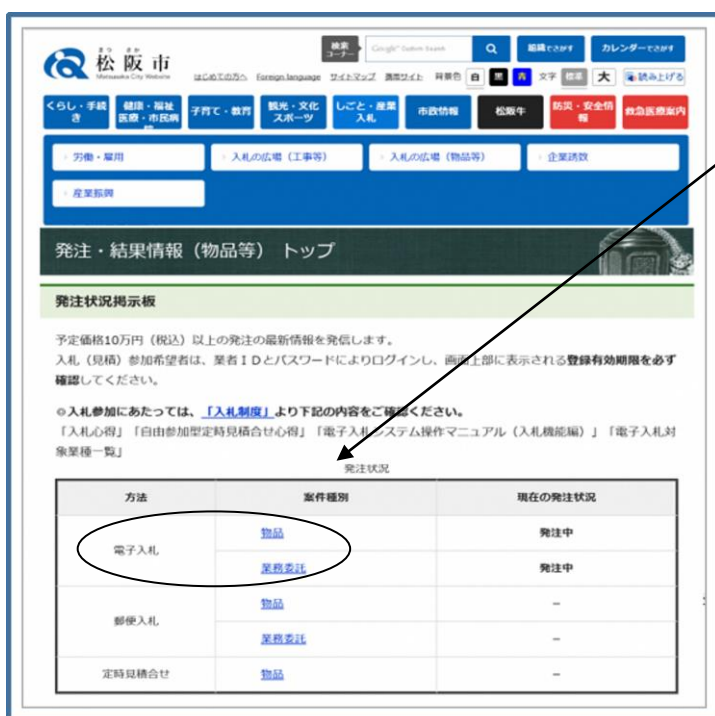 まつ さか
松阪市
Matsusaka City Website
検索コーナー
Google Custom Search
組織でさがす
カレンダーでさがす
はじめての方へ Foreign language サイトマップ 携帯サイト 背景色 白 黒 青 文字 標準 大 読み上げる
くらし・手続き
健康・福祉 医療・市民病院
子育て・教育
観光・文化 スポーツ
しごと・産業 入札
市政情報
松阪牛
防災・安全情報
救急医療案内
労働・雇用
入札の広場（工事等）
入札の広場（物品等）
企業誘致
産業振興
発注・結果情報（物品等） トップ
発注状況掲示板
予定価格10万円（税込）以上の発注の最新情報を発信します。
入札（見積）参加希望者は、業者ＩＤとパスワードによりログインし、画面上部に表示される登録有効期限を必ず
確認してください。
◎入札参加にあたっては、「入札制度」より下記の内容をご確認ください。
「入札心得」「自由参加型定時見積合せ心得」「電子入札システム操作マニュアル（入札機能編）」「電子入札対
象業種一覧」
発注状況
方法 案件種別 現在の発注状況
電子入札
物品 発注中
業務委託 発注中
郵便入札
物品 －
業務委託 －
定時見積合せ 物品 －